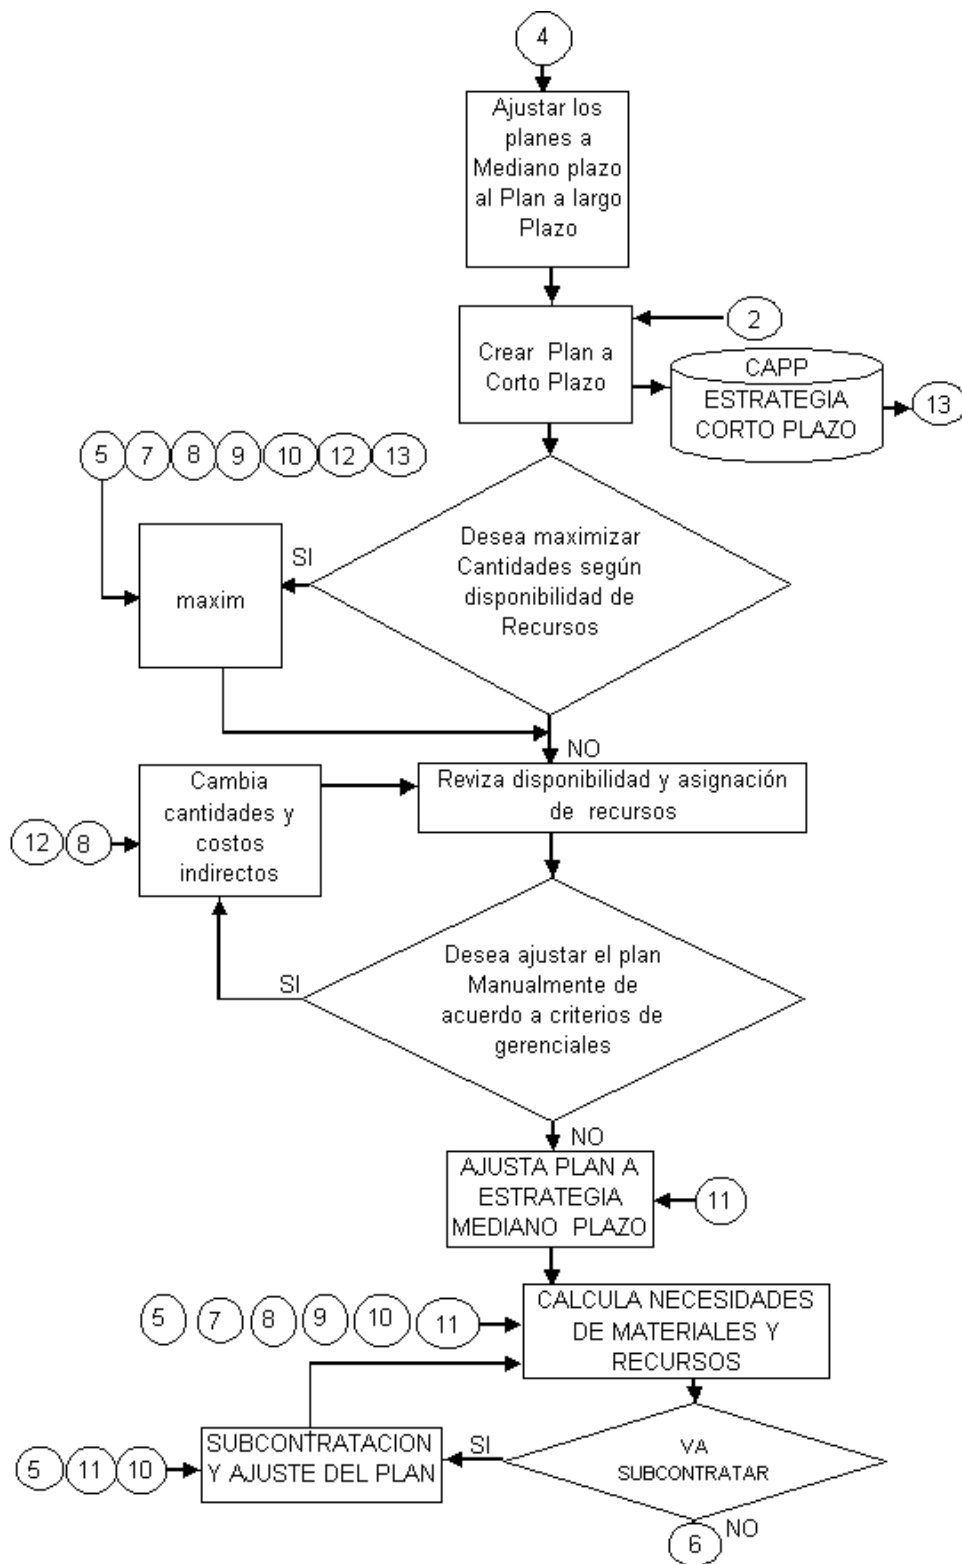 4
Ajustar los
planes a
Mediano plazo
al Plan a largo
Plazo
2
Crear Plan a
Corto Plazo
CAPP
ESTRATEGIA
CORTO PLAZO
13
5 7 8 9 10 12 13
Desea maximizar
Cantidades según
disponibilidad de
Recursos
SI
maxim
NO
Reviza disponibilidad y asignación
de recursos
Cambia
cantidades y
costos
indirectos
12 8
Desea ajustar el plan
Manualmente de
acuerdo a criterios de
gerenciales
SI
NO
AJUSTA PLAN A
ESTRATEGIA
MEDIANO PLAZO
11
CALCULA NECESIDADES
DE MATERIALES Y
RECURSOS
5 7 8 9 10 11
SUBCONTRATACION
Y AJUSTE DEL PLAN
SI
VA
SUBCONTRATAR
5 11 10
6
NO